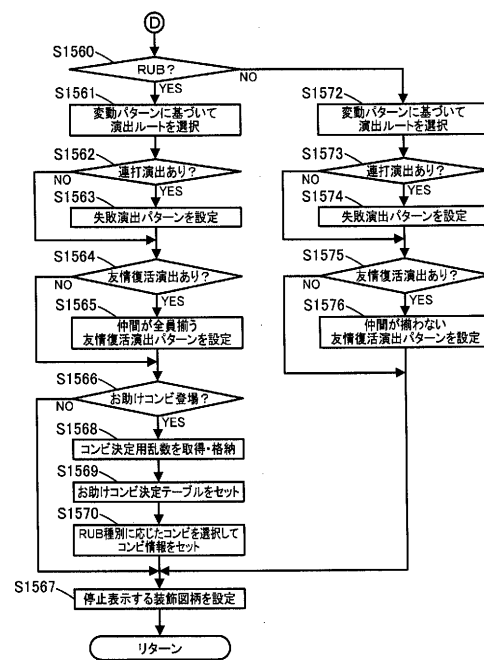 D
S1560
RUB?
NO
YES
S1561
変動パターンに基づいて
演出ルートを選択
S1562
連打演出あり?
NO
YES
S1563
失敗演出パターンを設定
S1564
友情復活演出あり?
NO
YES
S1565
仲間が全員揃う
友情復活演出パターンを設定
S1566
お助けコンビ登場?
NO
YES
S1568
コンビ決定用乱数を取得・格納
S1569
お助けコンビ決定テーブルをセット
S1570
RUB種別に応じたコンビを選択して
コンビ情報をセット
S1572
変動パターンに基づいて
演出ルートを選択
S1573
連打演出あり?
NO
YES
S1574
失敗演出パターンを設定
S1575
友情復活演出あり?
NO
YES
S1576
仲間が揃わない
友情復活演出パターンを設定
S1567
停止表示する装飾図柄を設定
リターン